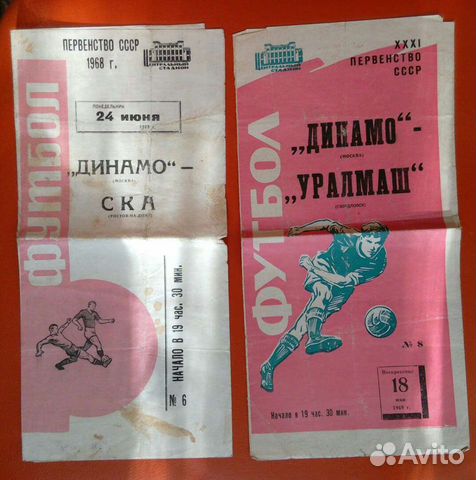 ПЕРВЕНСТВО СССР
1968 г.
ЦЕНТРАЛЬНЫЙ
СТАДИОН
ПОНЕДЕЛЬНИК
24 июня
1968 г.
„ДИНАМО“ –
(МОСКВА)
СКА
(РОСТОВ-НА-ДОНУ)
ФУТБОЛ
НАЧАЛО В 19 ЧАС. 30 МИН.
№ 6
ЦЕНТРАЛЬНЫЙ
СТАДИОН
XXXI
ПЕРВЕНСТВО
СССР
„ДИНАМО“ –
(МОСКВА)
„УРАЛМАШ“
(СВЕРДЛОВСК)
ФУТБОЛ
№ 8
Воскресенье
18
мая
1969 г.
Начало в 19 час. 30 мин.
Avito